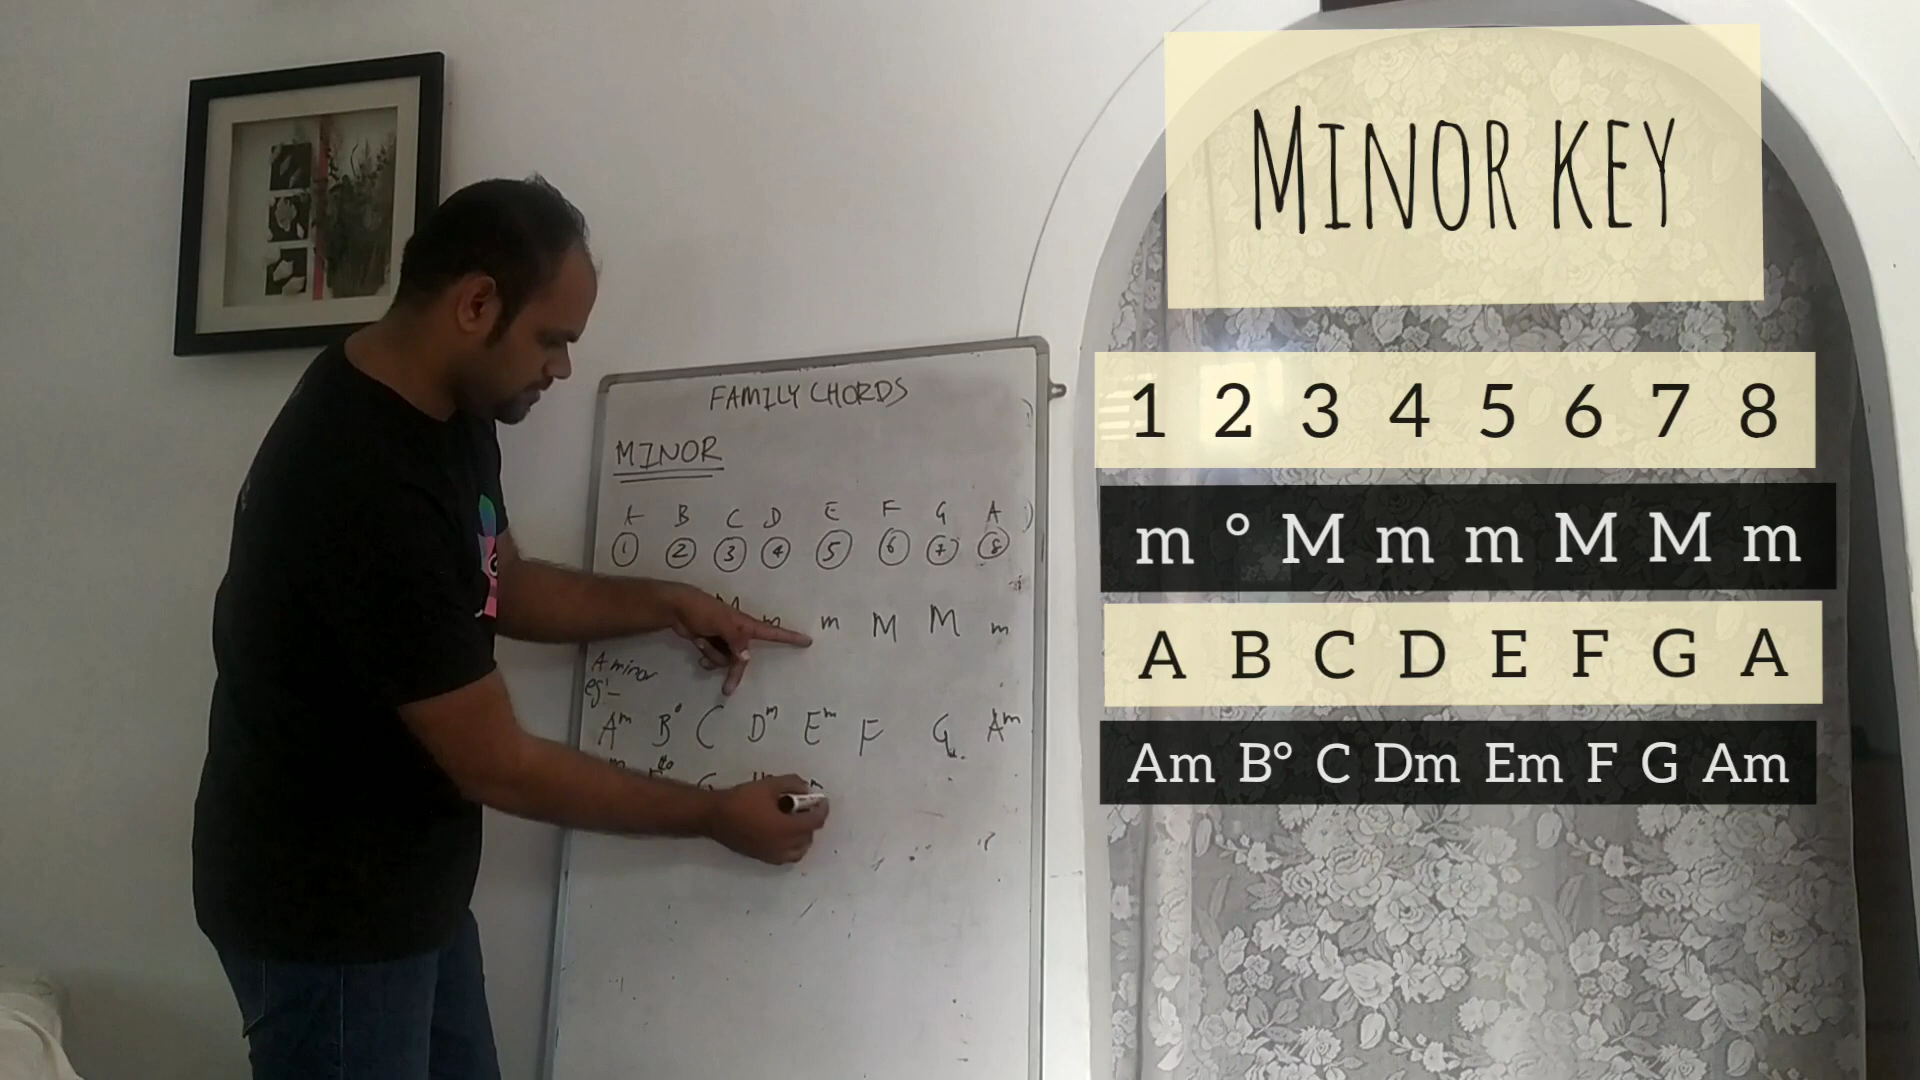 FAMILY CHORDS
MINOR
A B C D E F G A
1 2 3 4 5 6 7 8
M m m M M m
A minor
eg:-
Am B° C Dm Em F G Am
MINOR KEY
1 2 3 4 5 6 7 8
m ° M m m M M m
A B C D E F G A
Am B° C Dm Em F G Am